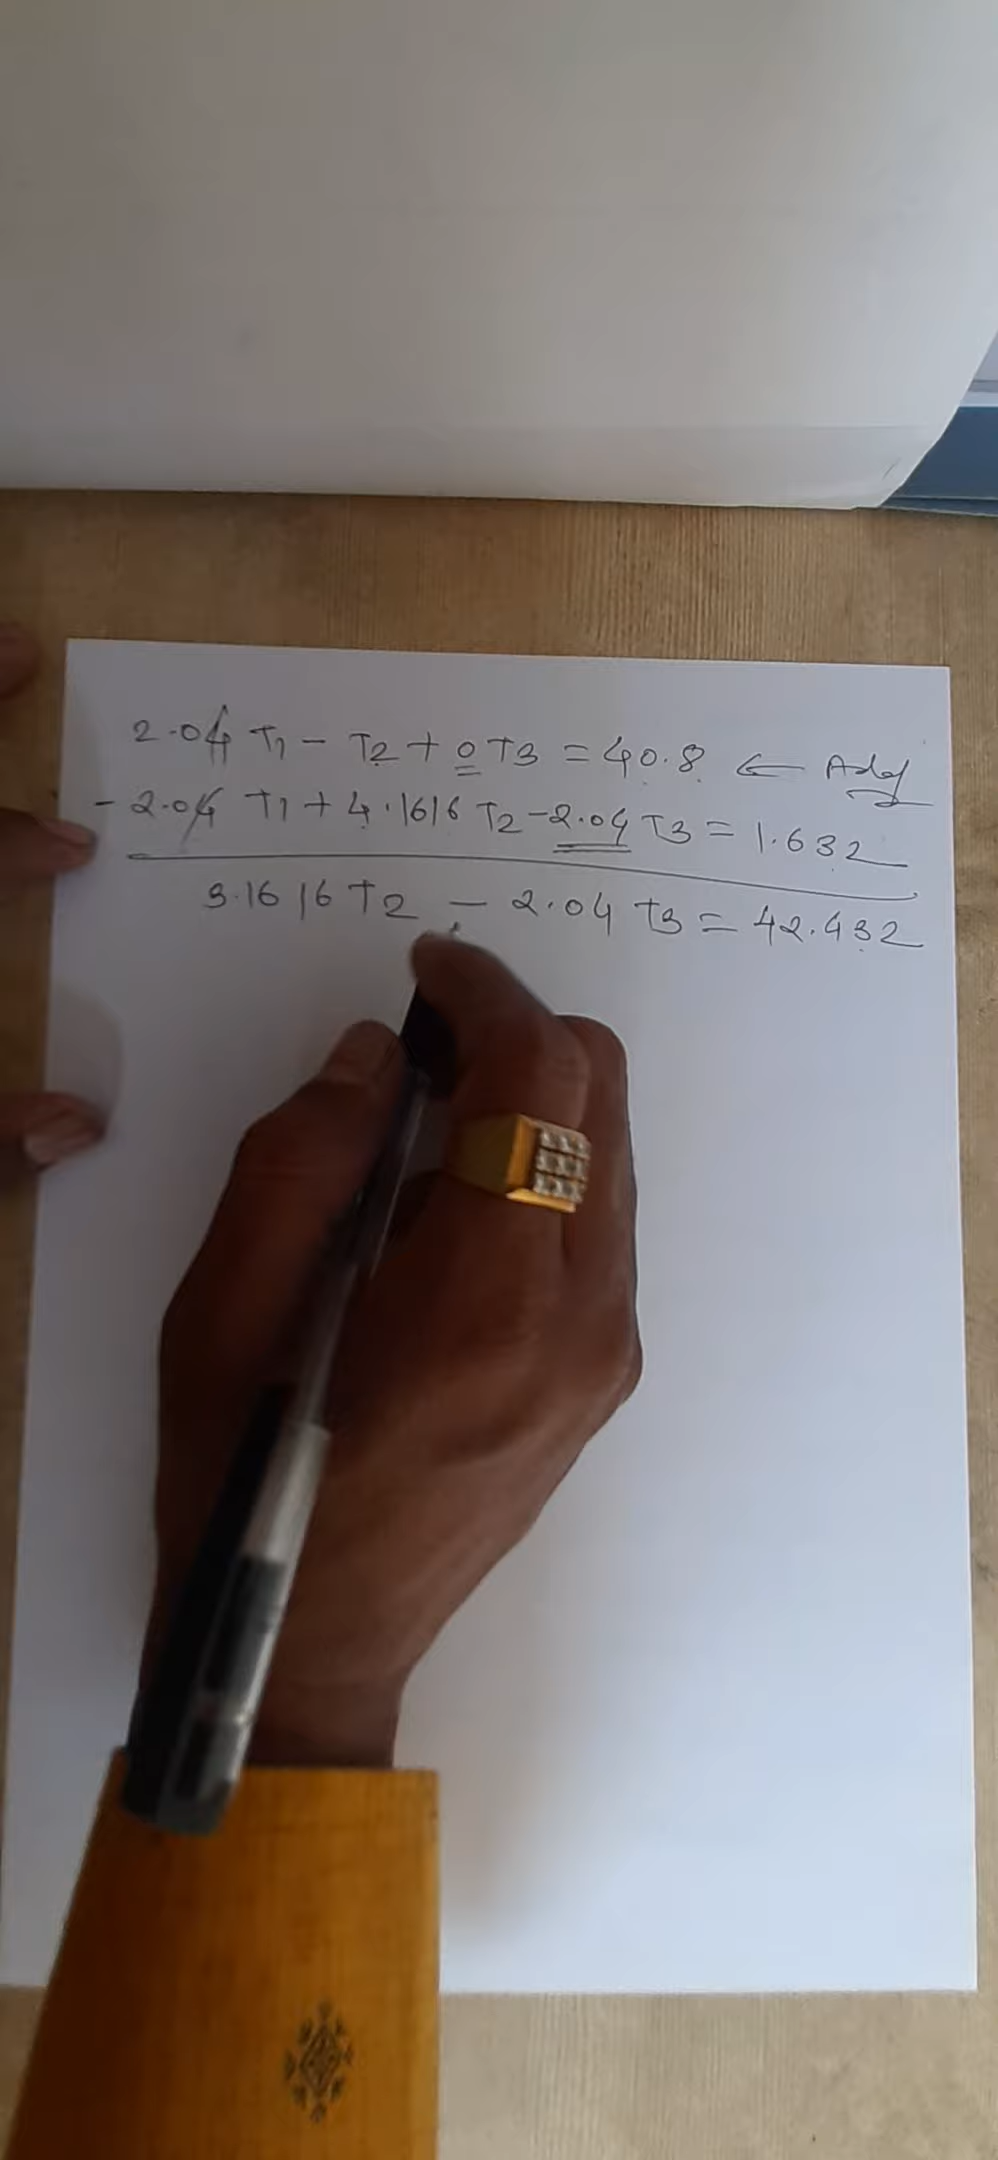 2.04 T1 - T2 + 0 T3 = 40.8 ← Add
- 2.04 T1 + 4.1616 T2 - 2.04 T3 = 1.632
3.1616 T2 - 2.04 T3 = 42.432